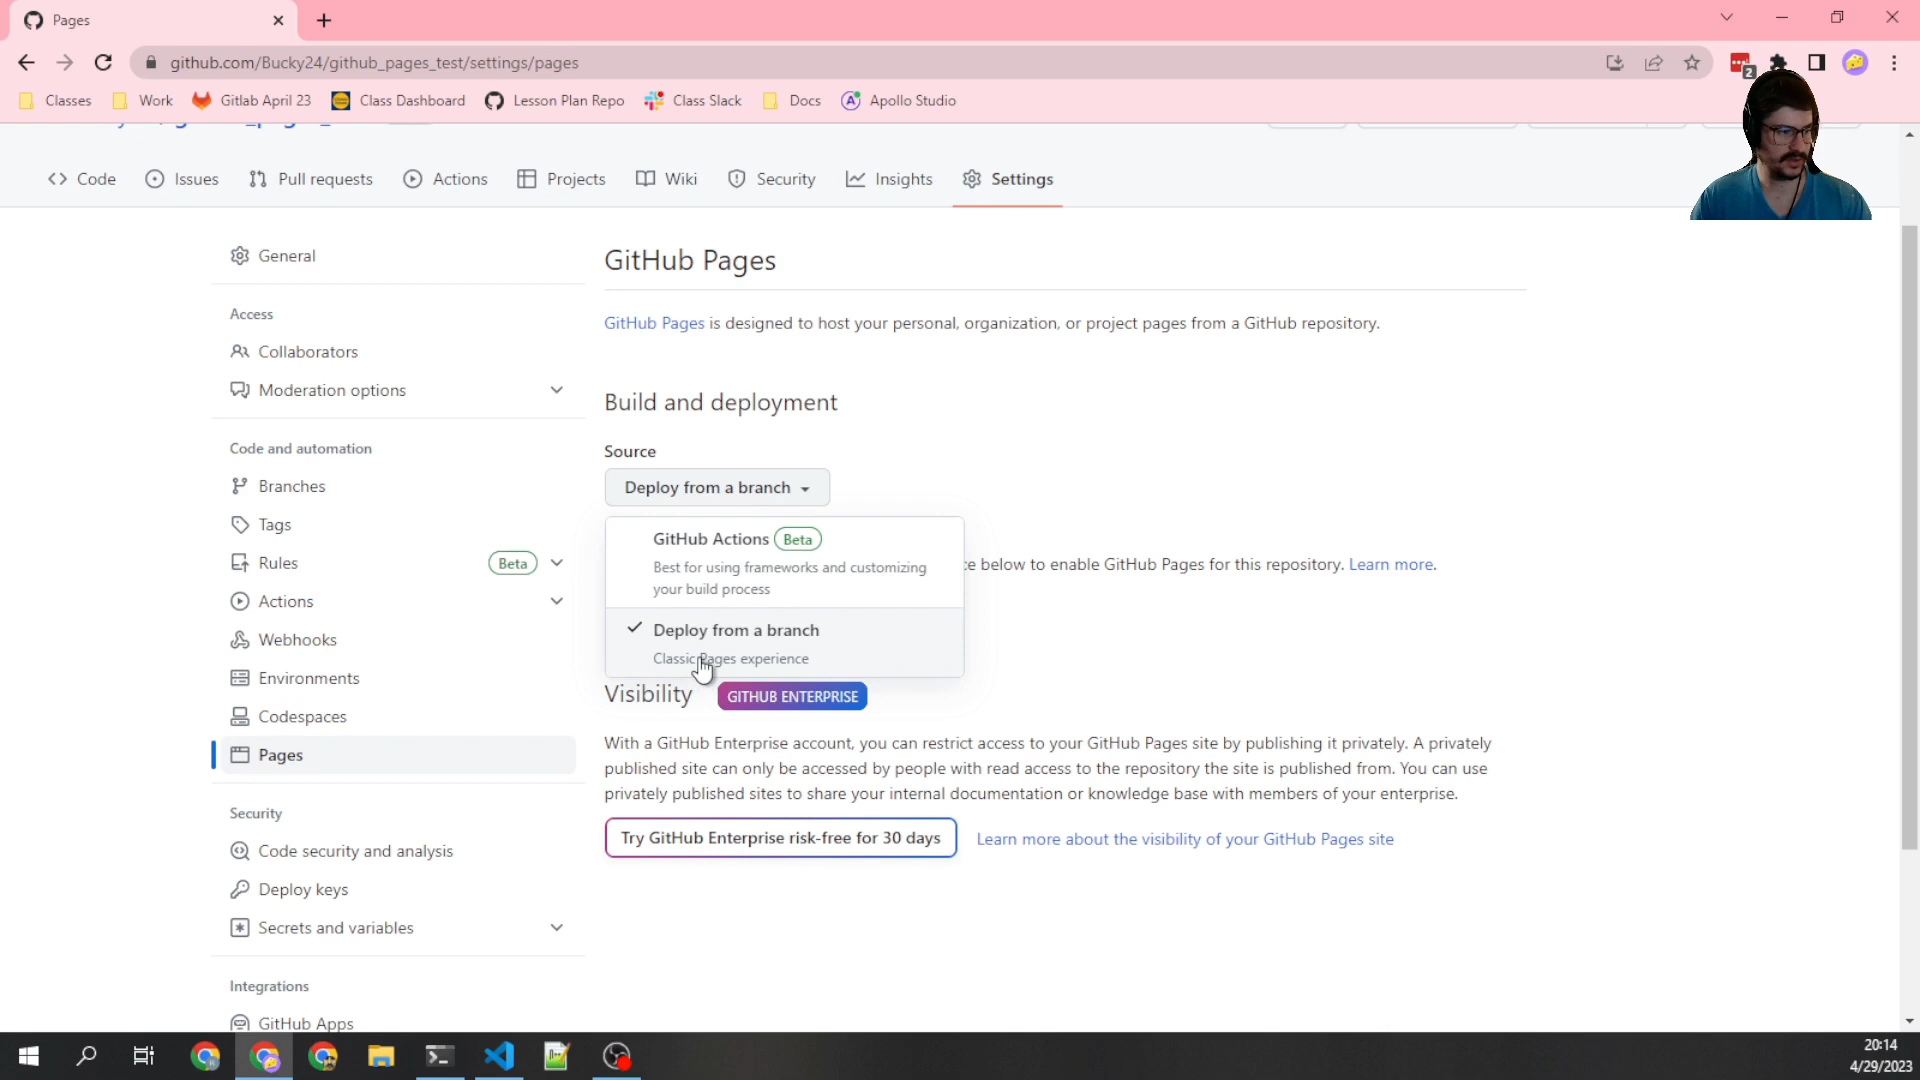 Pages
github.com/Bucky24/github_pages_test/settings/pages
2
Classes
Work
Gitlab April 23
Class Dashboard
Lesson Plan Repo
Class Slack
Docs
Apollo Studio
Code
Issues
Pull requests
Actions
Projects
Wiki
Security
Insights
Settings
General
Access
Collaborators
Moderation options
Code and automation
Branches
Tags
Rules
Beta
Actions
Webhooks
Environments
Codespaces
Pages
Security
Code security and analysis
Deploy keys
Secrets and variables
Integrations
GitHub Apps
GitHub Pages
GitHub Pages is designed to host your personal, organization, or project pages from a GitHub repository.
Build and deployment
Source
Deploy from a branch
GitHub Actions Beta
Best for using frameworks and customizing
your build process
Deploy from a branch
Classic Pages experience
below to enable GitHub Pages for this repository. Learn more.
Visibility
GITHUB ENTERPRISE
With a GitHub Enterprise account, you can restrict access to your GitHub Pages site by publishing it privately. A privately
published site can only be accessed by people with read access to the repository the site is published from. You can use
privately published sites to share your internal documentation or knowledge base with members of your enterprise.
Try GitHub Enterprise risk-free for 30 days
Learn more about the visibility of your GitHub Pages site
20:14
4/29/2023